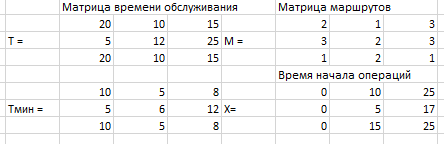 Матрица времени обслуживания Матрица маршрутов
20 10 15 2 1 3
Т = 5 12 25 М = 3 2 3
20 10 15 1 2 1
Время начала операций
10 5 8 0 10 25
Тмин = 5 6 12 Х= 0 5 17
10 5 8 0 15 25